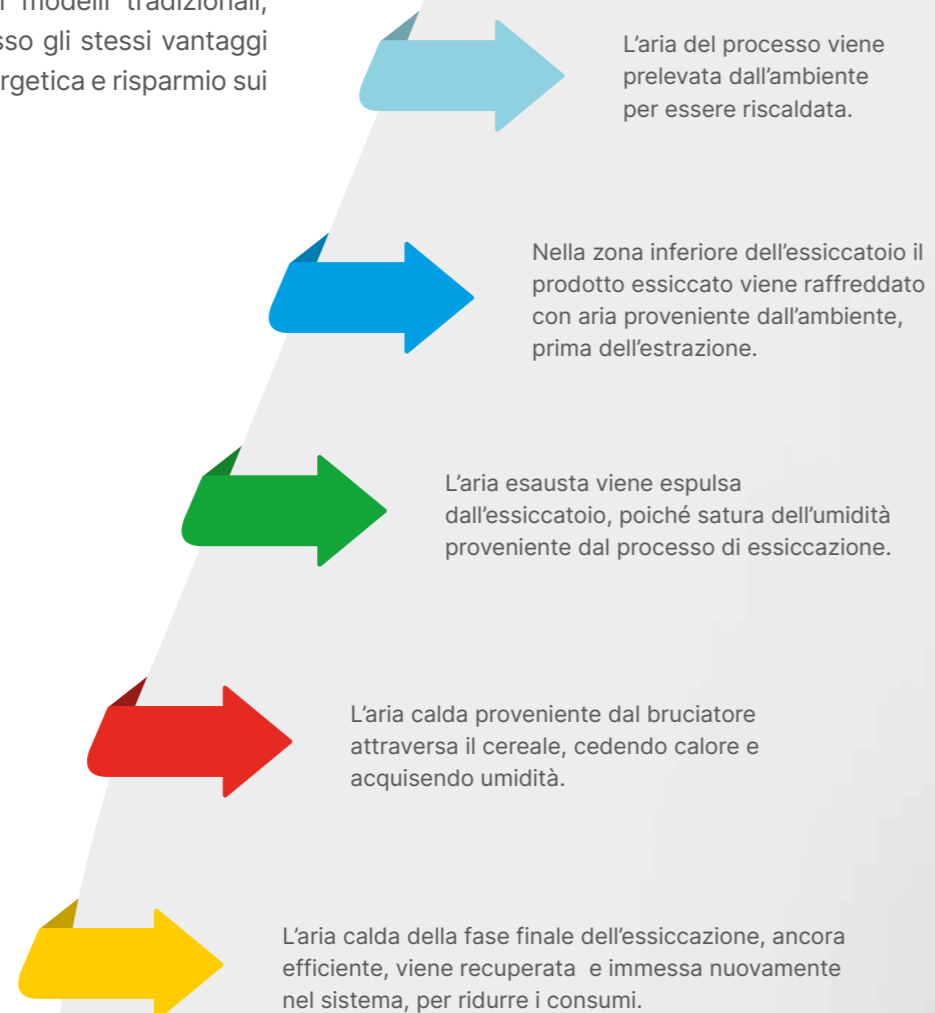 modelli tradizionali,
gli stessi vantaggi
e risparmio sui
L'aria del processo viene
prelevata dall'ambiente
per essere riscaldata.
Nella zona inferiore dell'essiccatoio il
prodotto essiccato viene raffreddato
con aria proveniente dall'ambiente,
prima dell'estrazione.
L'aria esausta viene espulsa
dall'essiccatoio, poiché satura dell'umidità
proveniente dal processo di essiccazione.
L'aria calda proveniente dal bruciatore
attraversa il cereale, cedendo calore e
acquisendo umidità.
L'aria calda della fase finale dell'essiccazione, ancora
efficiente, viene recuperata e immessa nuovamente
nel sistema, per ridurre i consumi.